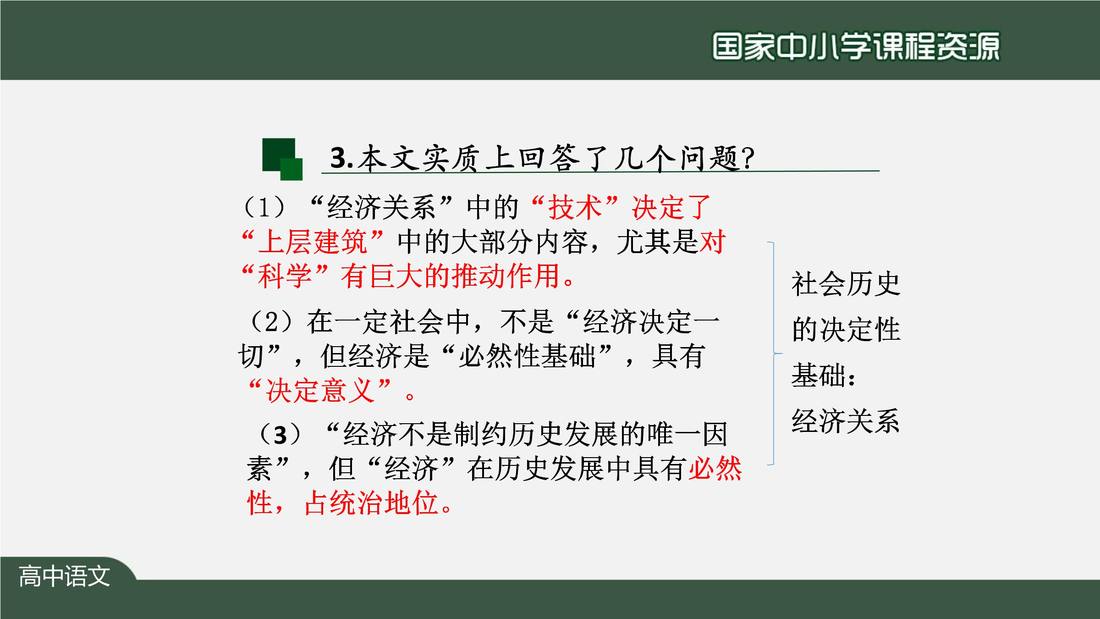 国家中小学课程资源
3.本文实质上回答了几个问题?
（1）“经济关系”中的“技术”决定了
“上层建筑”中的大部分内容，尤其是对
“科学”有巨大的推动作用。
（2）在一定社会中，不是“经济决定一
切”，但经济是“必然性基础”，具有
“决定意义”。
（3）“经济不是制约历史发展的唯一因
素”，但“经济”在历史发展中具有必然
性，占统治地位。
社会历史
的决定性
基础：
经济关系
高中语文